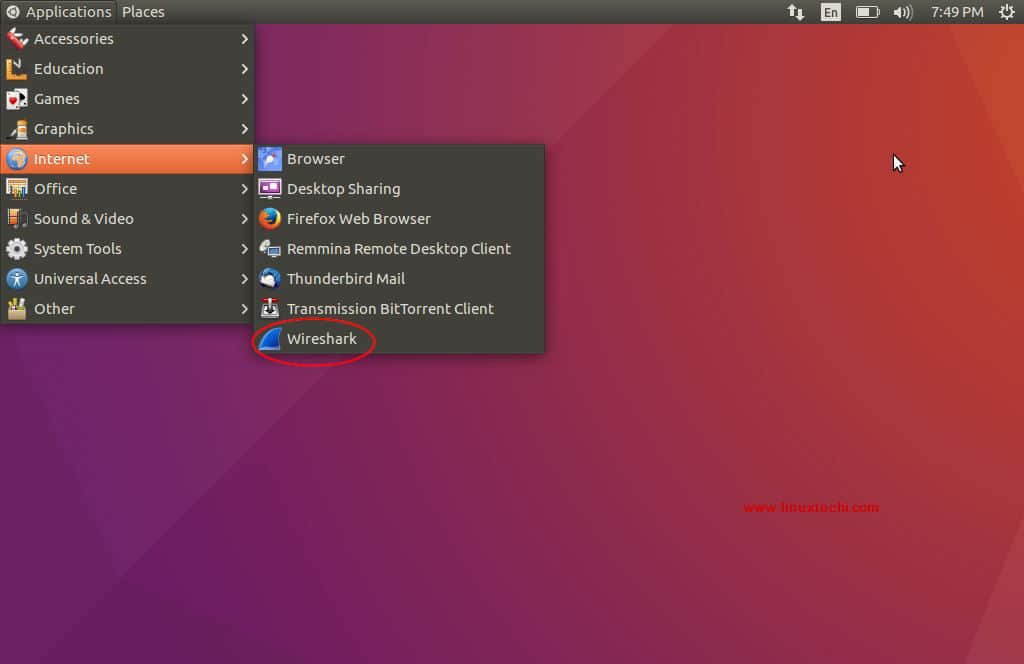 Applications Places En 7:49 PM
Accessories
Education
Games
Graphics
Internet
Office
Sound & Video
System Tools
Universal Access
Other
Browser
Desktop Sharing
Firefox Web Browser
Remmina Remote Desktop Client
Thunderbird Mail
Transmission BitTorrent Client
Wireshark
www.linuxtechi.com